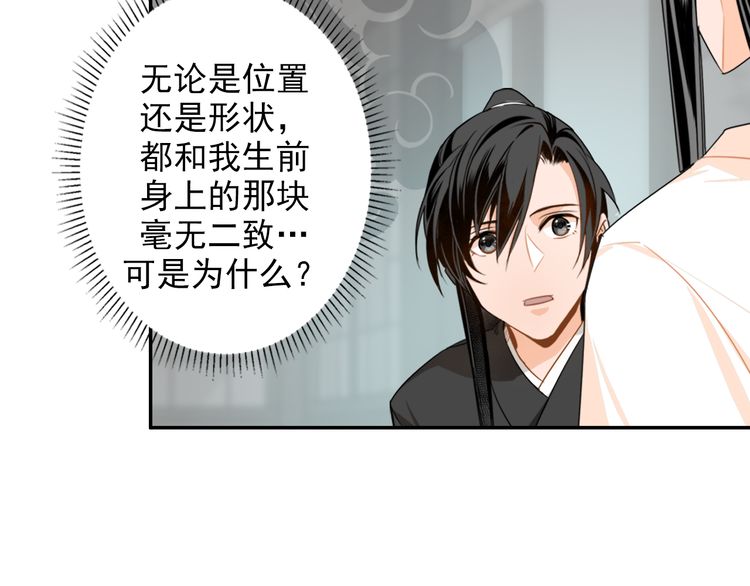 无论是位置
还是形状，
都和我生前
身上的那块
毫无二致…
可是为什么？